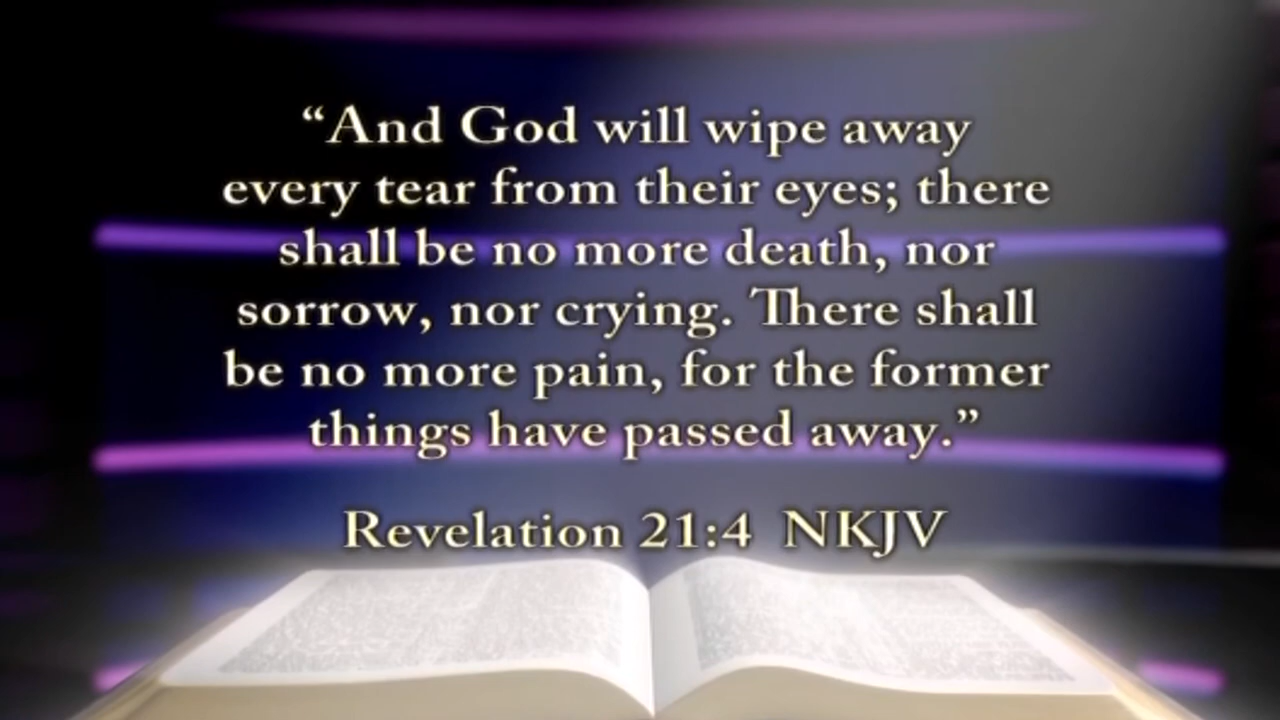 “And God will wipe away
every tear from their eyes; there
shall be no more death, nor
sorrow, nor crying. There shall
be no more pain, for the former
things have passed away.”
Revelation 21:4 NKJV